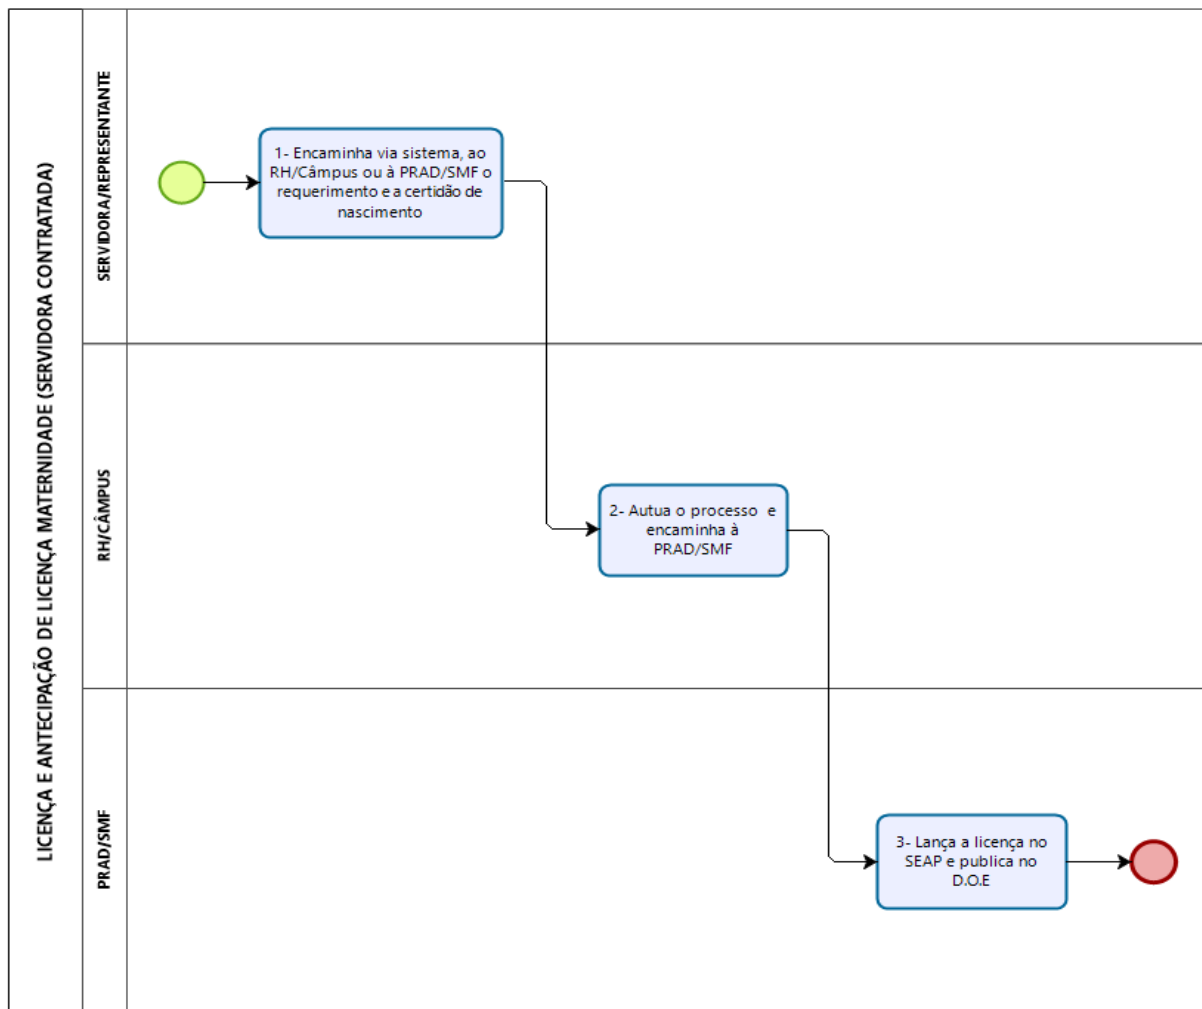 LICENÇA E ANTECIPAÇÃO DE LICENÇA MATERNIDADE (SERVIDORA CONTRATADA)
SERVIDORA/REPRESENTANTE
1- Encaminha via sistema, ao
RH/Câmpus ou à PRAD/SMF o
requerimento e a certidão de
nascimento
RH/CÂMPUS
2- Autua o processo e
encaminha à
PRAD/SMF
PRAD/SMF
3- Lança a licença no
SEAP e publica no
D.O.E